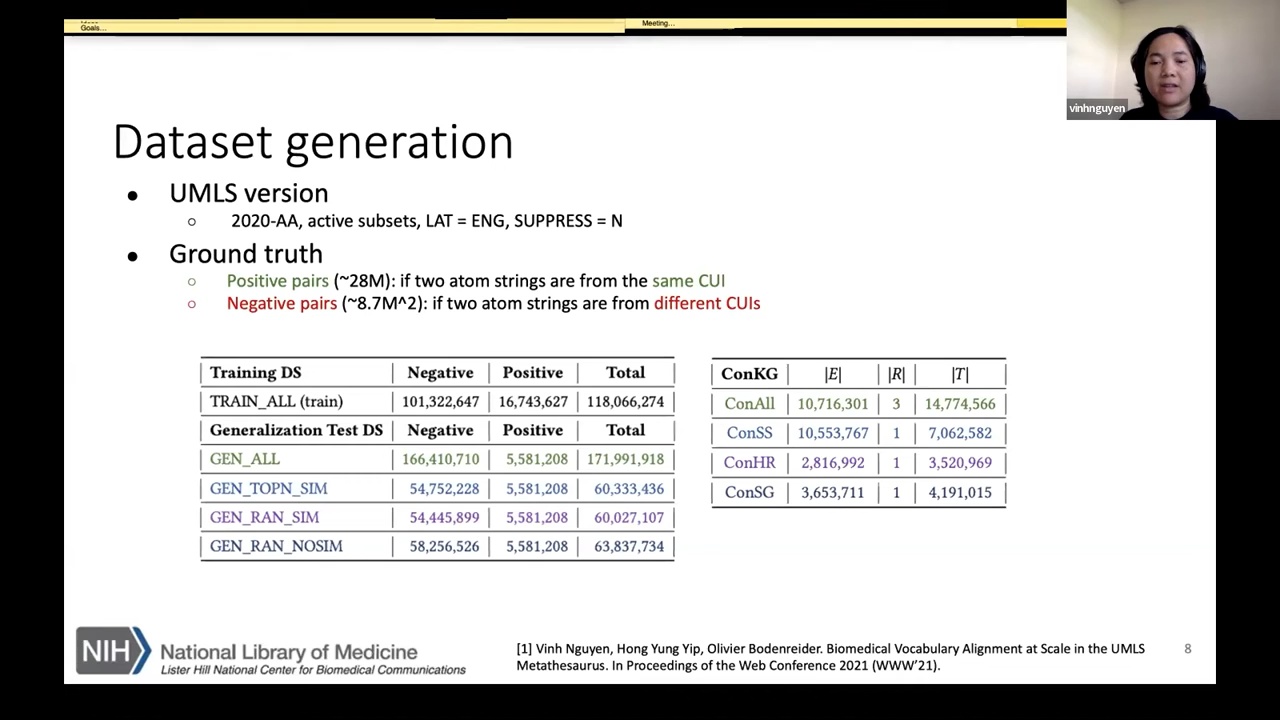 Goals...
Meeting...
vinhnguyen
Dataset generation
● UMLS version
○ 2020-AA, active subsets, LAT = ENG, SUPPRESS = N
● Ground truth
○ Positive pairs (~28M): if two atom strings are from the same CUI
○ Negative pairs (~8.7M^2): if two atom strings are from different CUIs
Training DS | Negative | Positive | Total
TRAIN_ALL (train) | 101,322,647 | 16,743,627 | 118,066,274
Generalization Test DS | Negative | Positive | Total
GEN_ALL | 166,410,710 | 5,581,208 | 171,991,918
GEN_TOPN_SIM | 54,752,228 | 5,581,208 | 60,333,436
GEN_RAN_SIM | 54,445,899 | 5,581,208 | 60,027,107
GEN_RAN_NOSIM | 58,256,526 | 5,581,208 | 63,837,734
ConKG | |E| | |R| | |T|
ConAll | 10,716,301 | 3 | 14,774,566
ConSS | 10,553,767 | 1 | 7,062,582
ConHR | 2,816,992 | 1 | 3,520,969
ConSG | 3,653,711 | 1 | 4,191,015
NIH National Library of Medicine
Lister Hill National Center for Biomedical Communications
[1] Vinh Nguyen, Hong Yung Yip, Olivier Bodenreider. Biomedical Vocabulary Alignment at Scale in the UMLS
Metathesaurus. In Proceedings of the Web Conference 2021 (WWW'21).
8